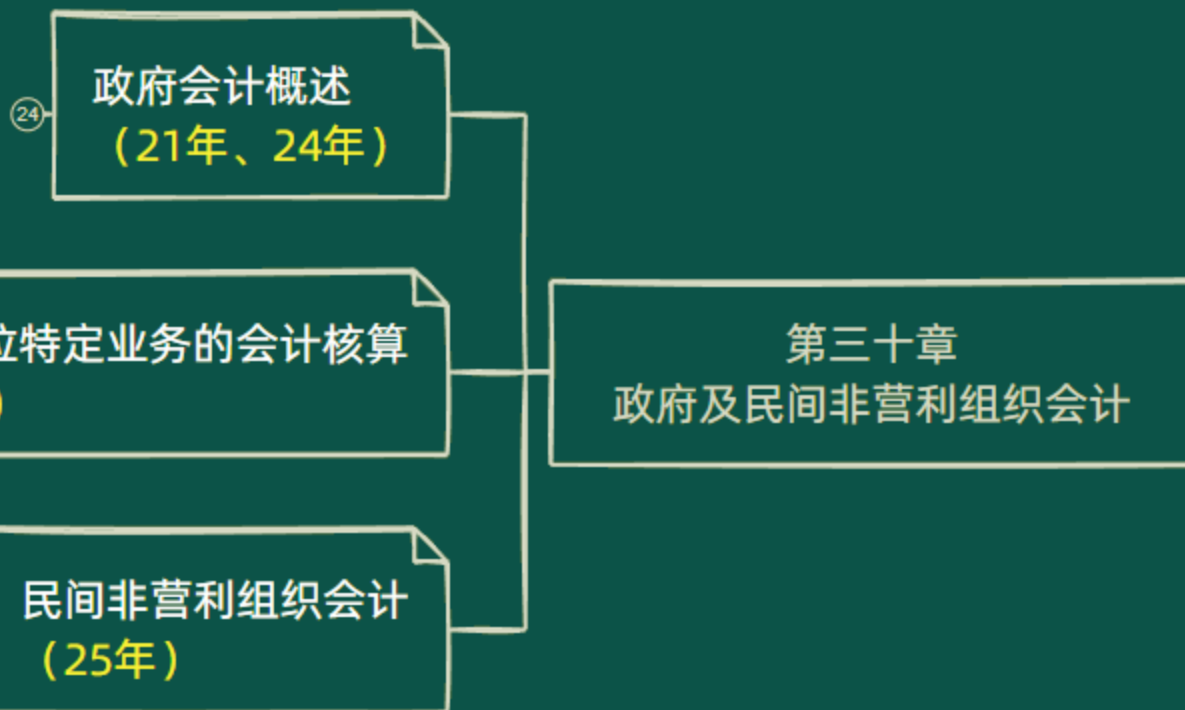 政府会计概述
（21年、24年）
24
特定业务的会计核算
）
第三十章
政府及民间非营利组织会计
民间非营利组织会计
（25年）